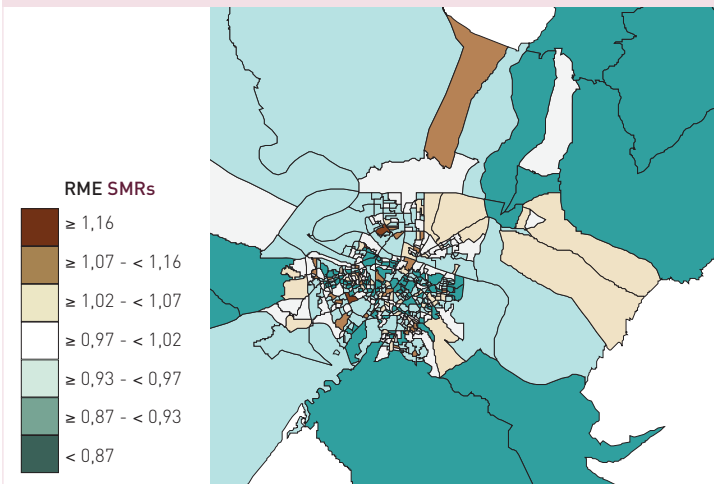 RME SMRs
≥ 1,16
≥ 1,07 - < 1,16
≥ 1,02 - < 1,07
≥ 0,97 - < 1,02
≥ 0,93 - < 0,97
≥ 0,87 - < 0,93
< 0,87